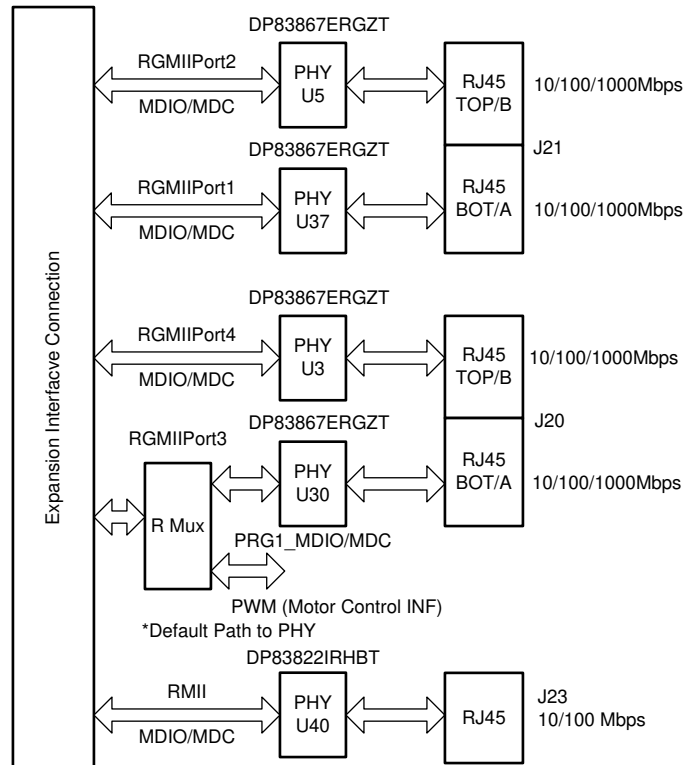 DP83867ERGZT
RGMIIPort2
MDIO/MDC
PHY
U5
RJ45
TOP/B
10/100/1000Mbps
J21
DP83867ERGZT
RGMIIPort1
MDIO/MDC
PHY
U37
RJ45
BOT/A
10/100/1000Mbps
Expansion Interfacve Connection
DP83867ERGZT
RGMIIPort4
MDIO/MDC
PHY
U3
RJ45
TOP/B
10/100/1000Mbps
J20
DP83867ERGZT
RGMIIPort3
R Mux
PHY
U30
RJ45
BOT/A
10/100/1000Mbps
PRG1_MDIO/MDC
PWM (Motor Control INF)
*Default Path to PHY
DP83822IRHBT
RMII
MDIO/MDC
PHY
U40
RJ45
J23
10/100 Mbps